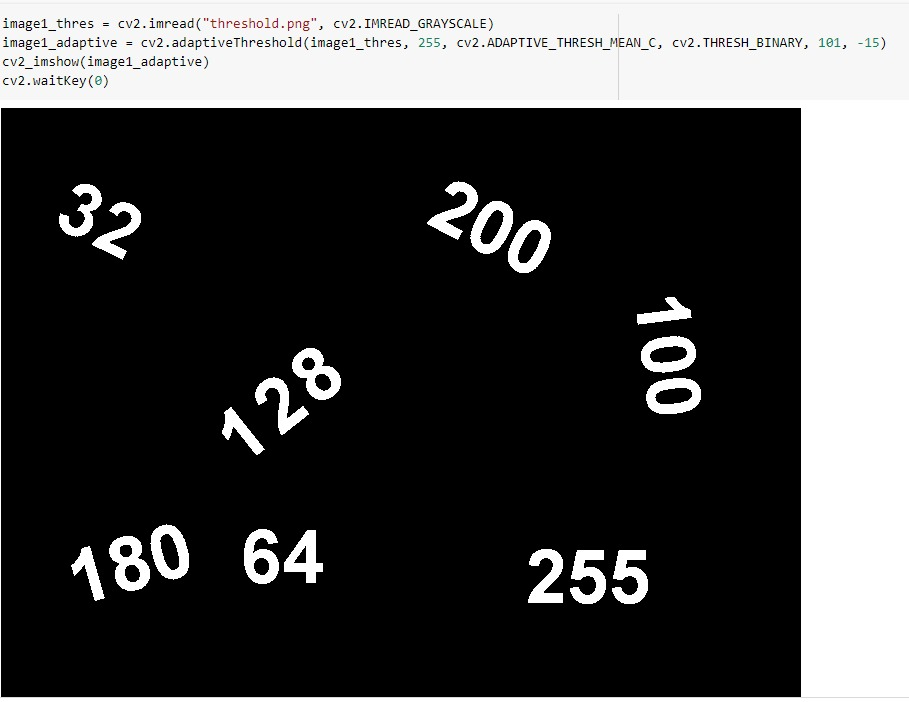 image1_thres = cv2.imread("threshold.png", cv2.IMREAD_GRAYSCALE)
image1_adaptive = cv2.adaptiveThreshold(image1_thres, 255, cv2.ADAPTIVE_THRESH_MEAN_C, cv2.THRESH_BINARY, 101, -15)
cv2_imshow(image1_adaptive)
cv2.waitKey(0)
32
200
100
128
180
64
255